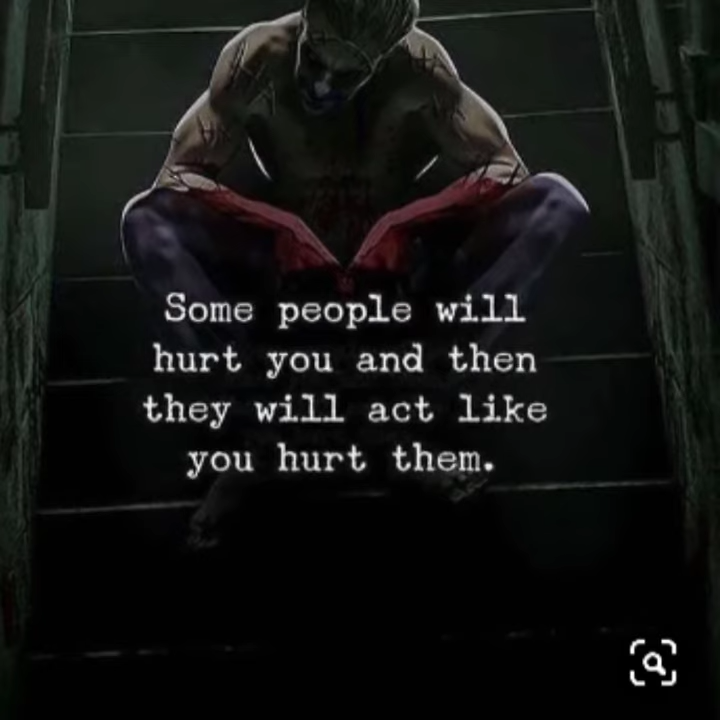 Some people will
hurt you and then
they will act like
you hurt them.